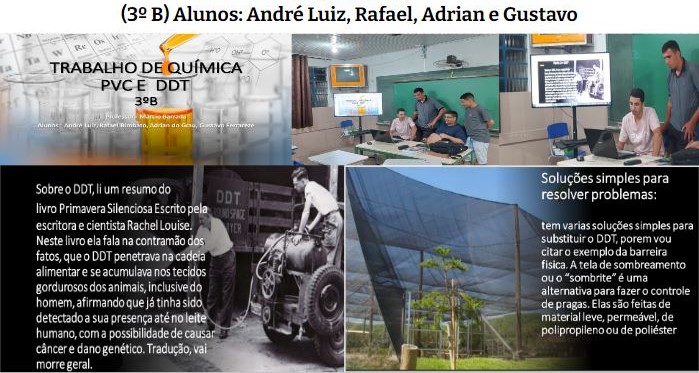 (3º B) Alunos: André Luiz, Rafael, Adrian e Gustavo
TRABALHO DE QUÍMICA
PVC E DDT
3ºB
Alunos: André Luiz, Rafael
Sobre o DDT, li um resumo do
livro Primavera Silenciosa Escrito pela
escritora e cientista Rachel Louise.
Neste livro ela fala na contramão dos
fatos, que o DDT penetrava na cadeia
alimentar e se acumulava nos tecidos
gordurosos dos animais, inclusive do
homem, afirmando que já tinha sido
detectado a sua presença até no leite
humano, com a possibilidade de causar
câncer e dano genético. Tradução, vai
morre geral.
DDT
Soluções simples para
resolver problemas:
tem varias soluções simples para
substituir o DDT, porem vou
citar o exemplo da barreira
física. A tela de sombreamento
ou o "sombrite" é uma
alternativa para fazer o controle
de pragas. Elas são feitas de
material leve, permeável, de
polipropileno ou de poliéster